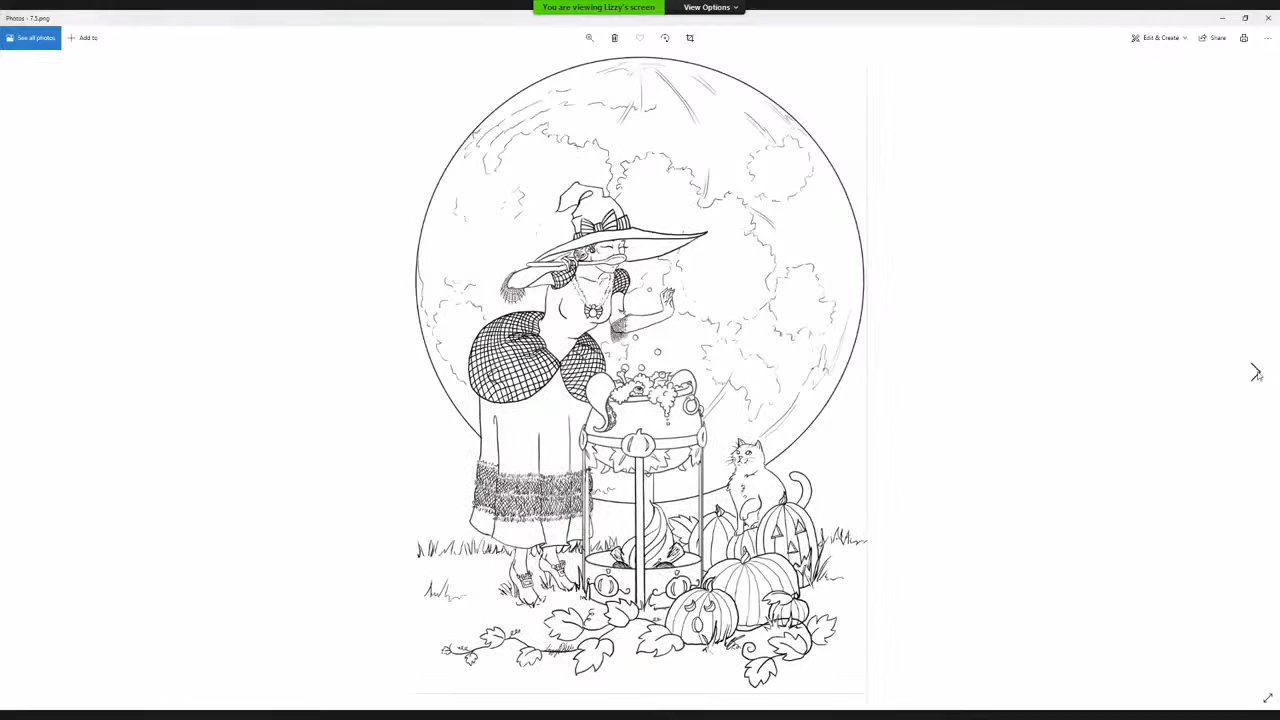 You are viewing Lizzy's screen
View Options
Photos - 7.5.png
See all photos
Add to
Edit & Create
Share